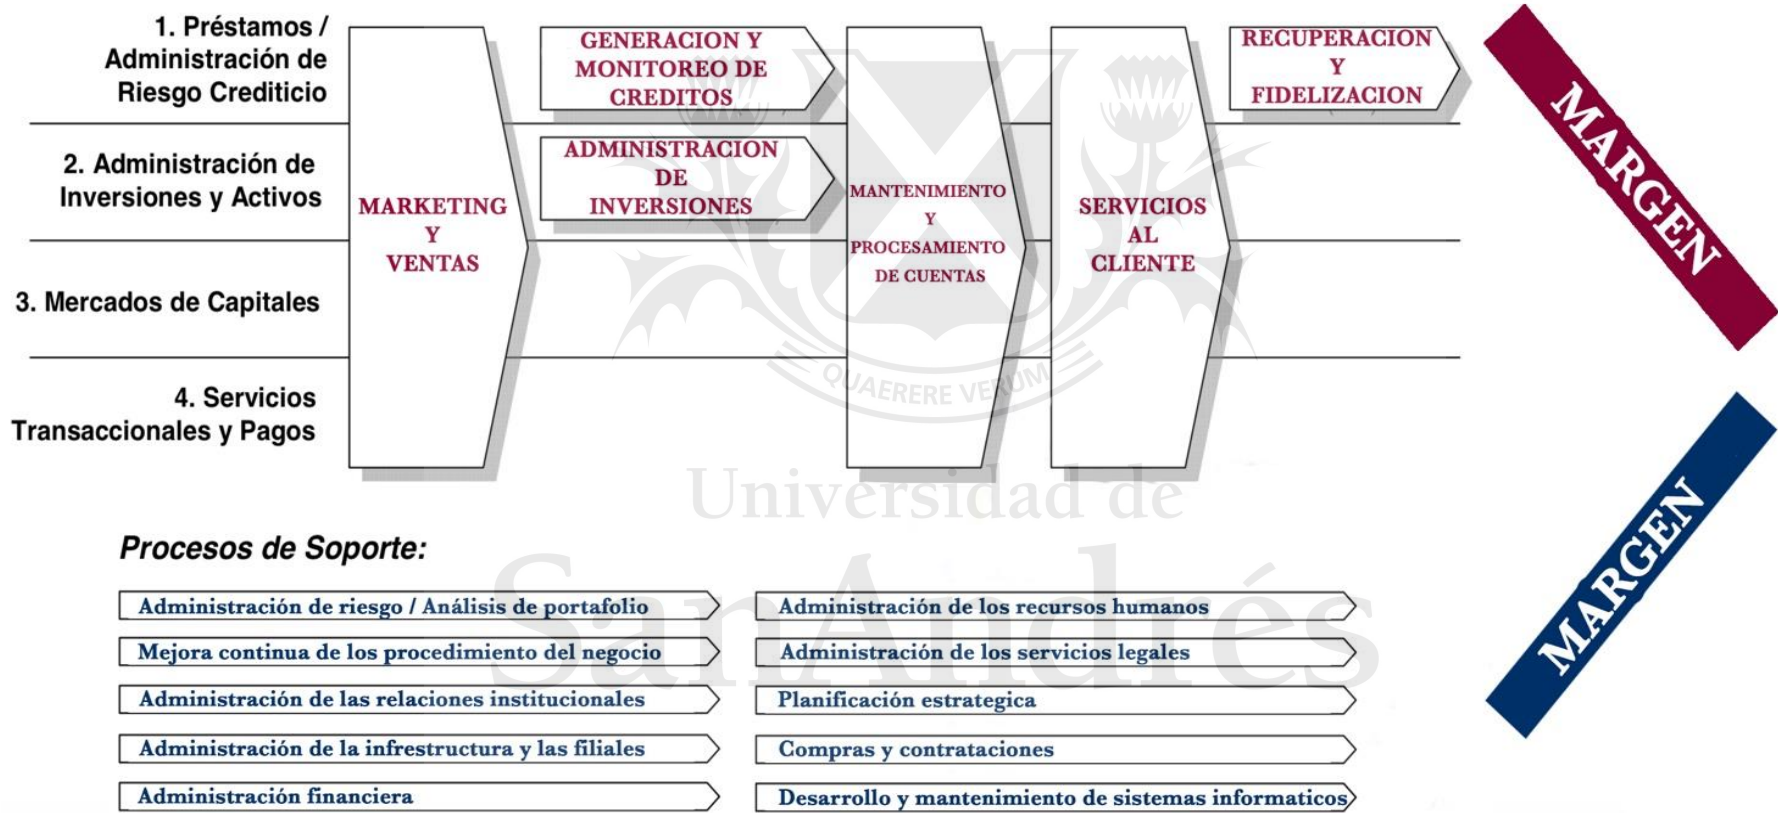 1. Préstamos /
Administración de
Riesgo Crediticio
2. Administración de
Inversiones y Activos
3. Mercados de Capitales
4. Servicios
Transaccionales y Pagos
MARKETING
Y
VENTAS
GENERACION Y
MONITOREO DE
CREDITOS
ADMINISTRACION
DE
INVERSIONES
MANTENIMIENTO
Y
PROCESAMIENTO
DE CUENTAS
SERVICIOS
AL
CLIENTE
RECUPERACION
Y
FIDELIZACION
MARGEN
MARGEN
QUAERERE VERUM
Universidad de
SanAndrés
Procesos de Soporte:
Administración de riesgo / Análisis de portafolio
Mejora continua de los procedimiento del negocio
Administración de las relaciones institucionales
Administración de la infrestructura y las filiales
Administración financiera
Administración de los recursos humanos
Administración de los servicios legales
Planificación estrategica
Compras y contrataciones
Desarrollo y mantenimiento de sistemas informaticos